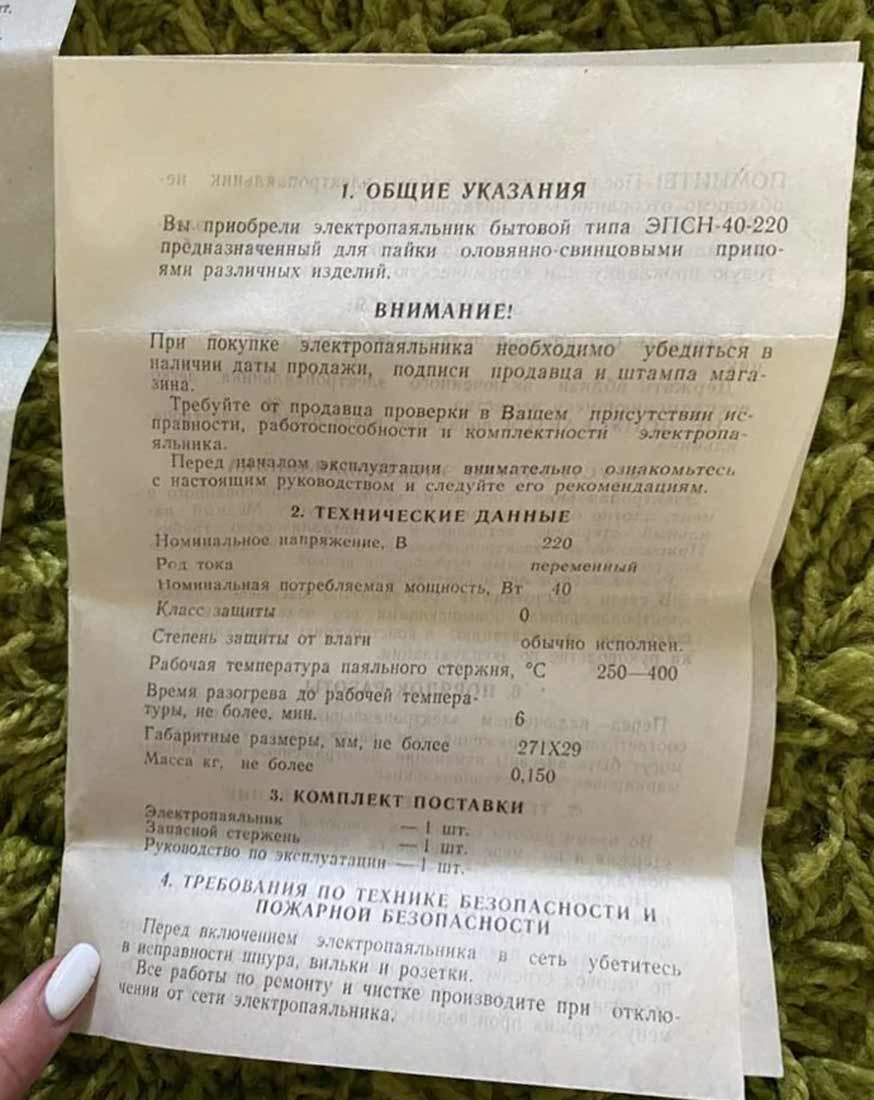 1. ОБЩИЕ УКАЗАНИЯ
Вы приобрели электропаяльник бытовой типа ЭПСН-40-220
предназначенный для пайки оловянно-свинцовыми припо-
ями различных изделий.
ВНИМАНИЕ!
При покупке электропаяльника необходимо убедиться в
наличии даты продажи, подписи продавца и штампа мага-
зина.
Требуйте от продавца проверки в Вашем присутствии ис-
правности, работоспособности и комплектности электропа-
яльника.
Перед началом эксплуатации внимательно ознакомьтесь
с настоящим руководством и следуйте его рекомендациям.
2. ТЕХНИЧЕСКИЕ ДАННЫЕ
Номинальное напряжение, В 220
Род тока переменный
Номинальная потребляемая мощность, Вт 40
Класс защиты 0
Степень защиты от влаги обычно исполнен.
Рабочая температура паяльного стержня, °С 250—400
Время разогрева до рабочей темпера-
туры, не более, мин. 6
Габаритные размеры, мм, не более 271Х29
Масса кг, не более 0,150
3. КОМПЛЕКТ ПОСТАВКИ
Электропаяльник — 1 шт.
Запасной стержень — 1 шт.
Руководство по эксплуатации — 1 шт.
4. ТРЕБОВАНИЯ ПО ТЕХНИКЕ БЕЗОПАСНОСТИ И
ПОЖАРНОЙ БЕЗОПАСНОСТИ
Перед включением электропаяльника в сеть убетитесь
в исправности шнура, вильки и розетки.
Все работы по ремонту и чистке производите при отклю-
чении от сети электропаяльника.